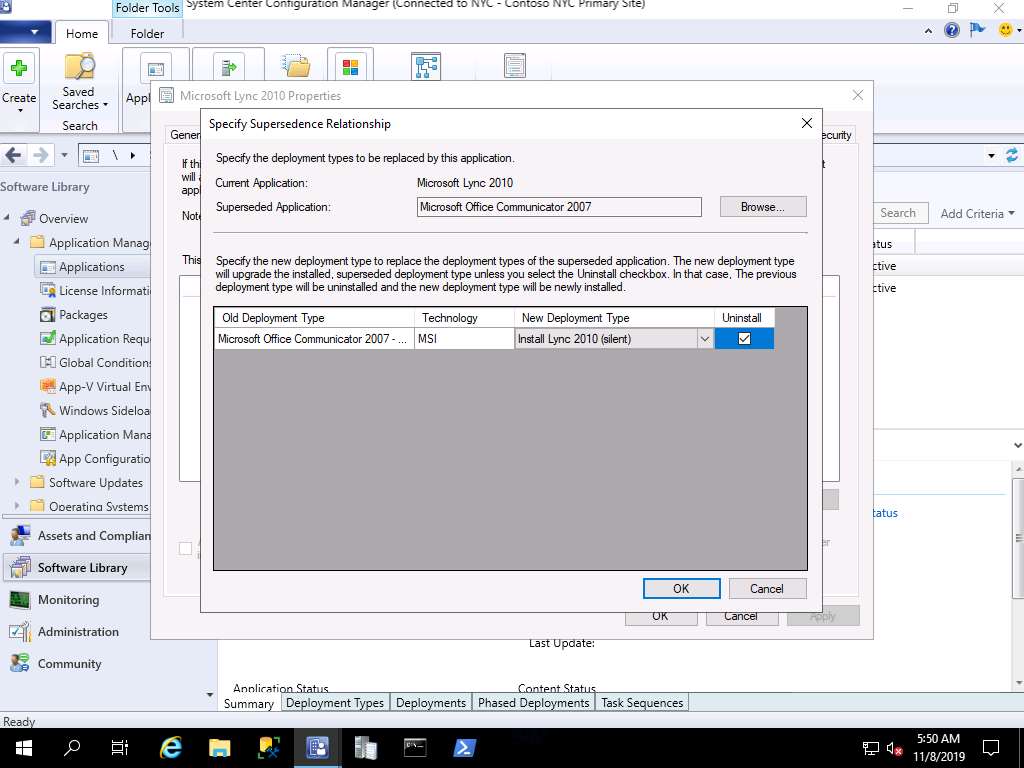 Folder Tools
System Center Configuration Manager (Connected to NYC - Contoso NYC Primary Site)
Home
Folder
Create
Saved
Searches
Search
Appl
Microsoft Lync 2010 Properties
Gener
ecurity
If thi
will
appl
Note
This
Specify Supersedence Relationship
Specify the deployment types to be replaced by this application.
Current Application:
Microsoft Lync 2010
Superseded Application:
Microsoft Office Communicator 2007
Browse...
Specify the new deployment type to replace the deployment types of the superseded application. The new deployment type
will upgrade the installed, superseded deployment type unless you select the Uninstall checkbox. In that case, The previous
deployment type will be uninstalled and the new deployment type will be newly installed.
Old Deployment Type
Technology
New Deployment Type
Uninstall
Microsoft Office Communicator 2007 - ...
MSI
Install Lync 2010 (silent)
OK
Cancel
OK
Cancel
Apply
\
Software Library
Overview
Application Manag
Applications
License Informati
Packages
Application Requ
Global Conditions
App-V Virtual Env
Windows Sideloa
Application Mana
App Configuratio
Software Updates
Operating Systems
Assets and Complian
Software Library
Monitoring
Administration
Community
Search
Add Criteria
atus
ctive
ctive
tatus
Last Update:
Application Status
Content Status
Summary
Deployment Types
Deployments
Phased Deployments
Task Sequences
Ready
5:50 AM
11/8/2019